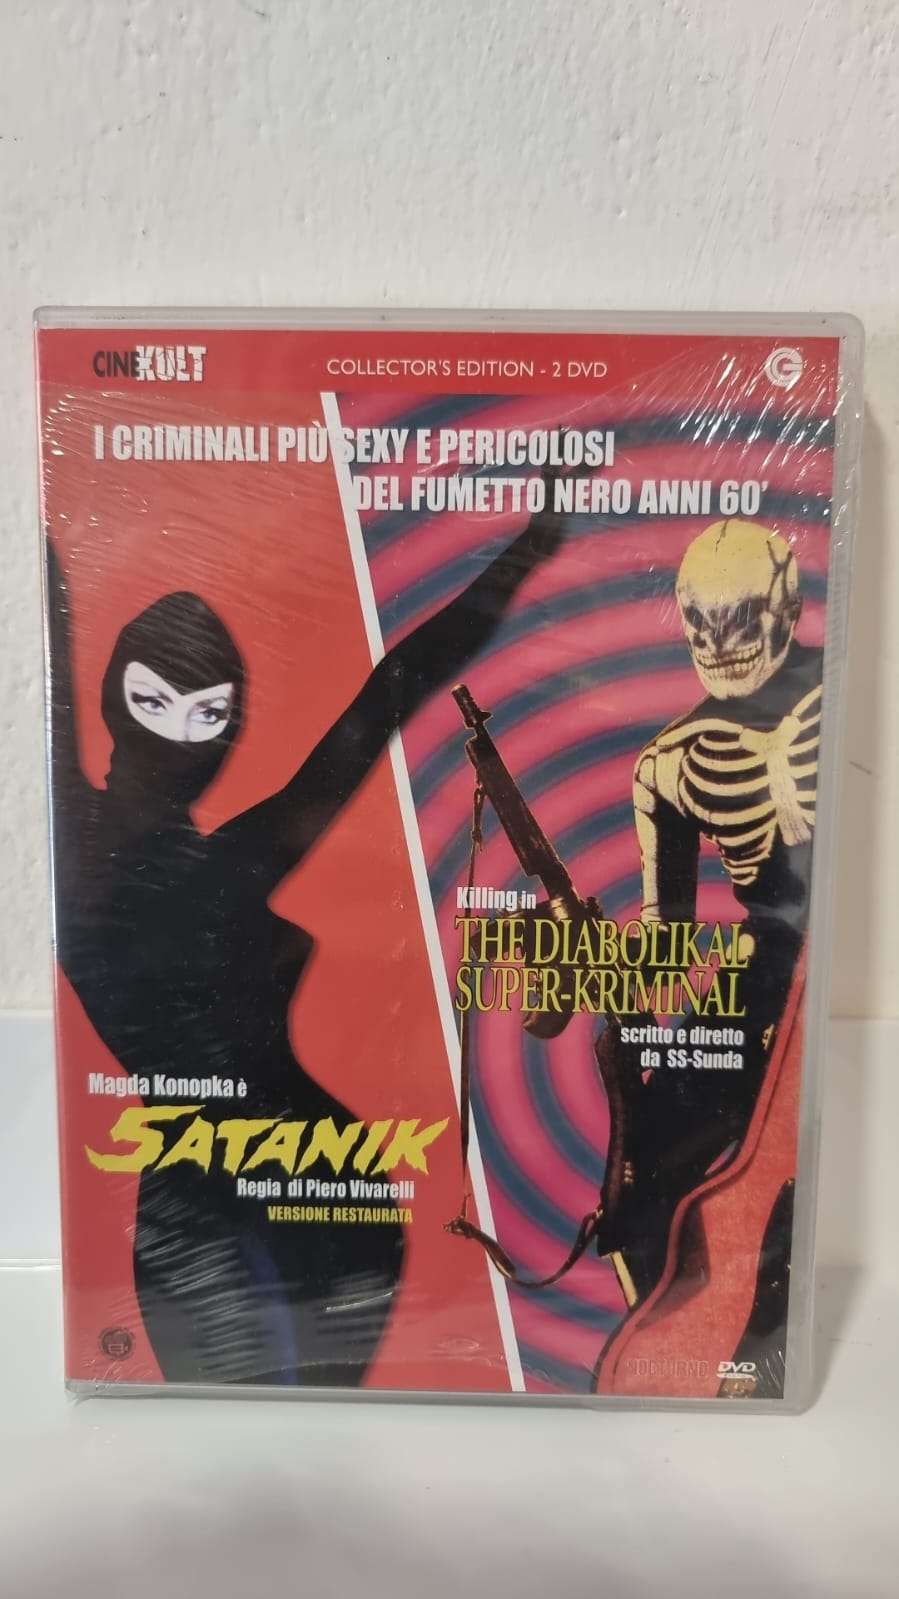 CINEKULT
COLLECTOR'S EDITION - 2 DVD
I CRIMINALI PIÙ SEXY E PERICOLOSI
DEL FUMETTO NERO ANNI 60'
Killing in
THE DIABOLIKAL
SUPER-KRIMINAL
scritto e diretto
da SS-Sunda
Magda Konopka è
SATANIK
Regia di Piero Vivarelli
VERSIONE RESTAURATA
NOCTURNO DVD